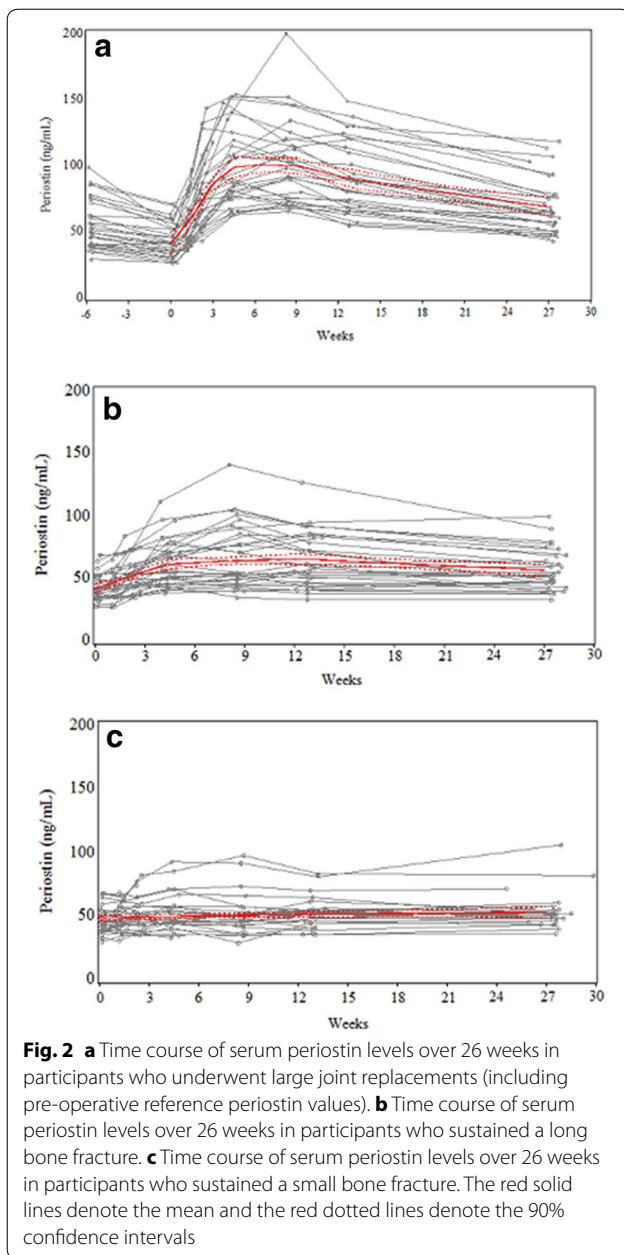 a
200
150
100
50
0
Periostin (ng/mL)
-6 -3 0 3 6 9 12 15 18 21 24 27 30
Weeks
b
200
150
100
50
0
Periostin (ng/mL)
0 3 6 9 12 15 18 21 24 27 30
Weeks
c
200
150
100
50
0
Periostin (ng/mL)
0 3 6 9 12 15 18 21 24 27 30
Weeks
Fig. 2 a Time course of serum periostin levels over 26 weeks in
participants who underwent large joint replacements (including
pre-operative reference periostin values). b Time course of serum
periostin levels over 26 weeks in participants who sustained a long
bone fracture. c Time course of serum periostin levels over 26 weeks
in participants who sustained a small bone fracture. The red solid
lines denote the mean and the red dotted lines denote the 90%
confidence intervals